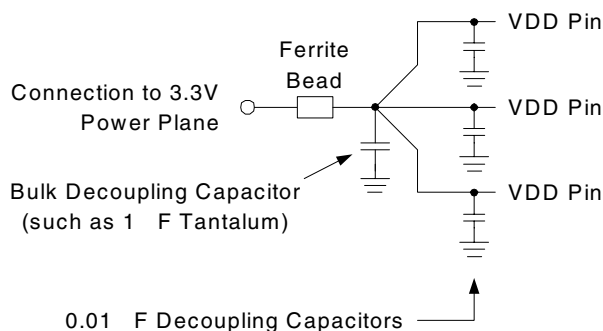 VDD Pin
Ferrite
Bead
Connection to 3.3V
Power Plane
VDD Pin
Bulk Decoupling Capacitor
(such as 1 F Tantalum)
VDD Pin
0.01 F Decoupling Capacitors